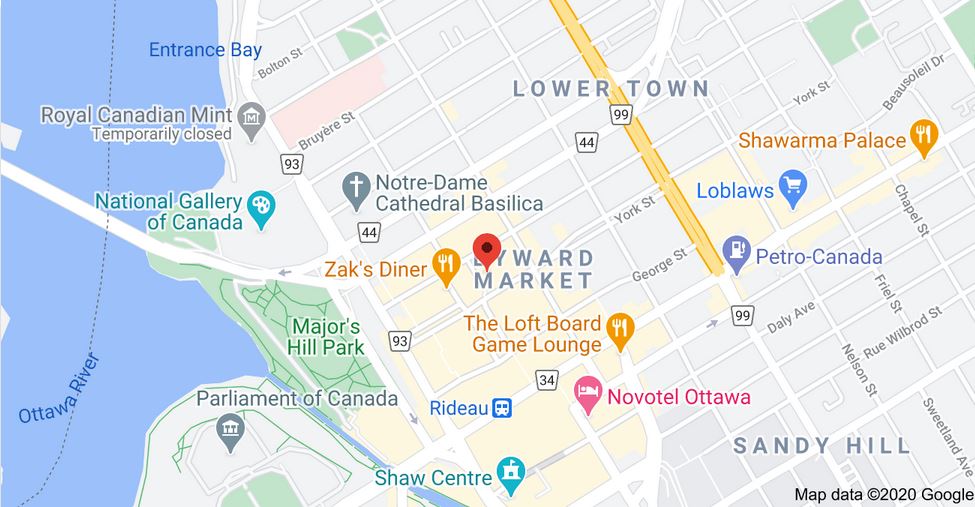 Entrance Bay
Bolton St
LOWER TOWN
York St
Beausoleil Dr
Royal Canadian Mint
Temporarily closed
Bruyère St
99
44
Shawarma Palace
93
Notre-Dame
Cathedral Basilica
Loblaws
National Gallery
of Canada
Chapel St
York St
44
Zak's Diner
YWARD
MARKET
George St
Petro-Canada
Major's
Hill Park
93
The Loft Board
Game Lounge
99
Daly Ave
Friel St
Rue Wilbrod St
Ottawa River
34
Nelson St
Parliament of Canada
Rideau
Novotel Ottawa
Sweetland Ave
SANDY HILL
Shaw Centre
Map data ©2020 Google